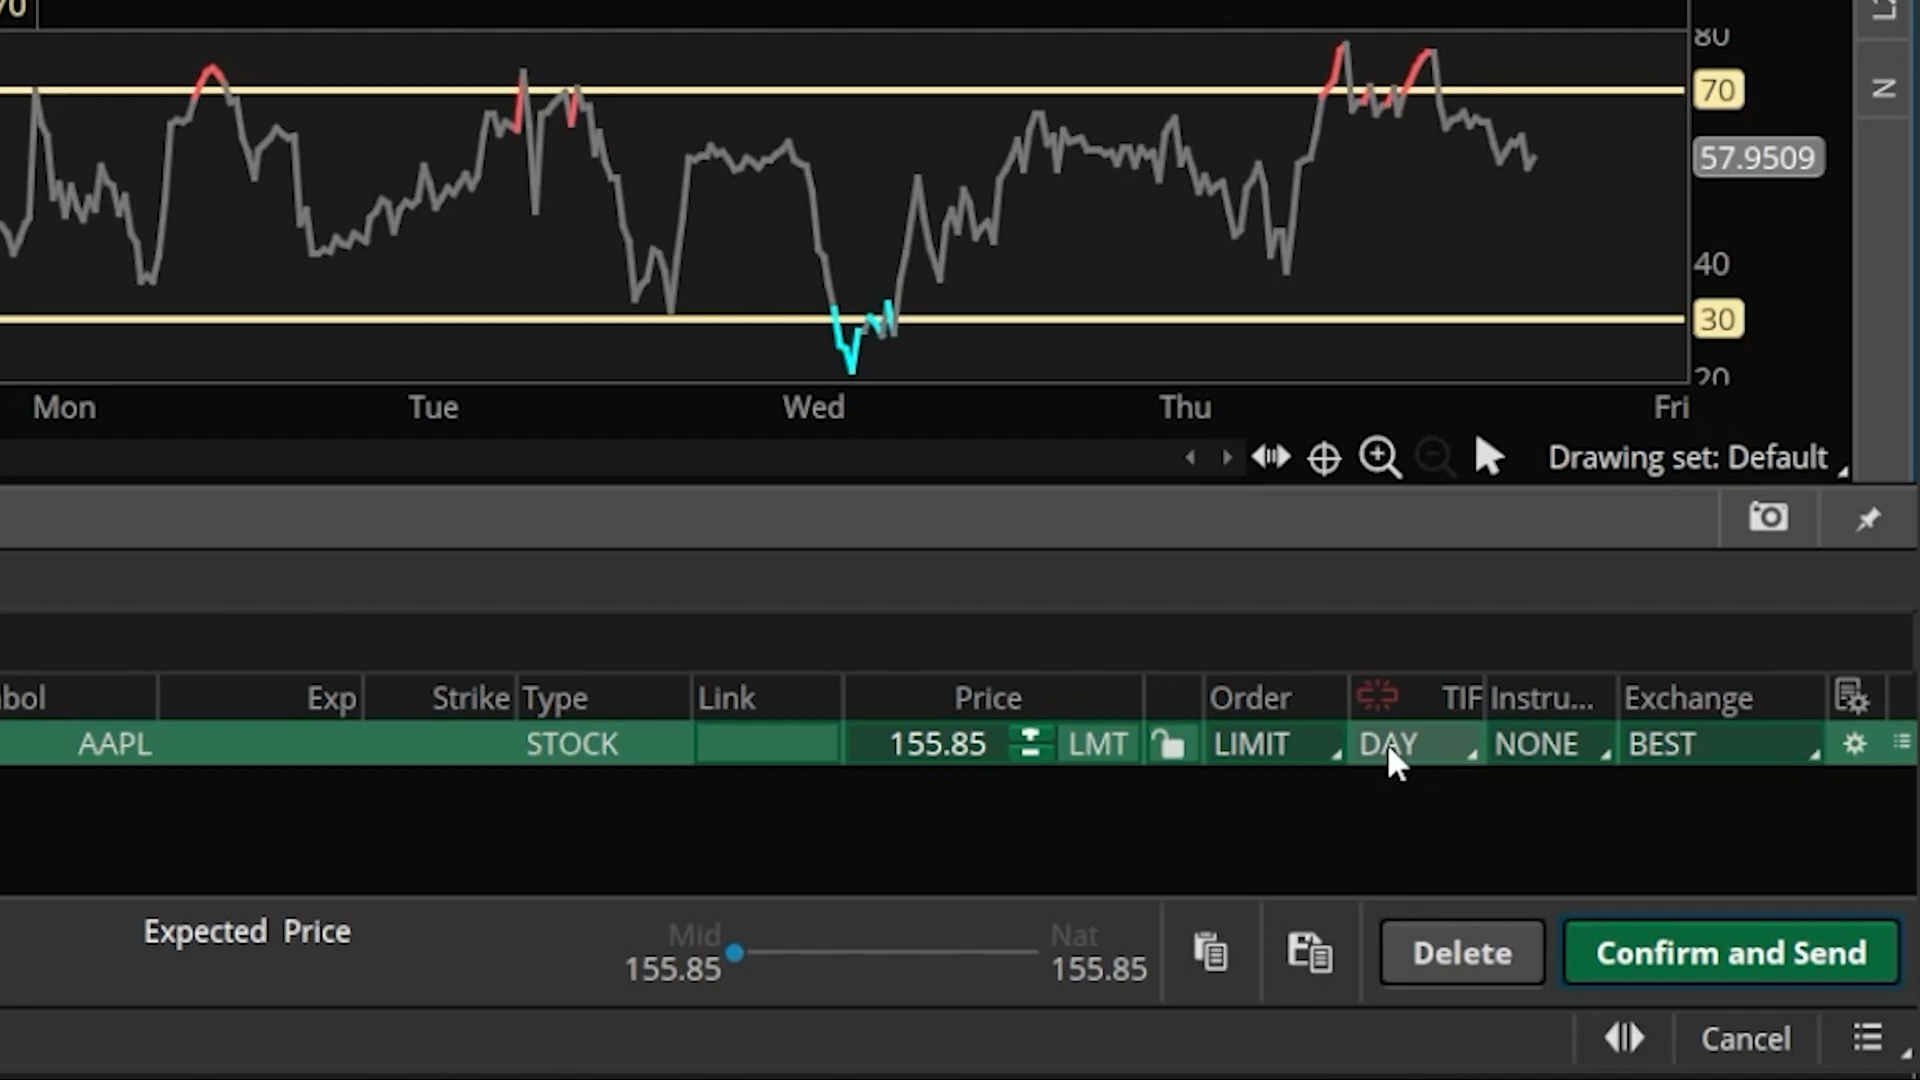 70
80
70
57.9509
40
30
20
Mon Tue Wed Thu Fri
Drawing set: Default
N
bol Exp Strike Type Link Price Order TIF Instru... Exchange
AAPL STOCK 155.85 LMT LIMIT DAY NONE BEST
Expected Price
Mid Nat
155.85 155.85
Delete Confirm and Send
Cancel